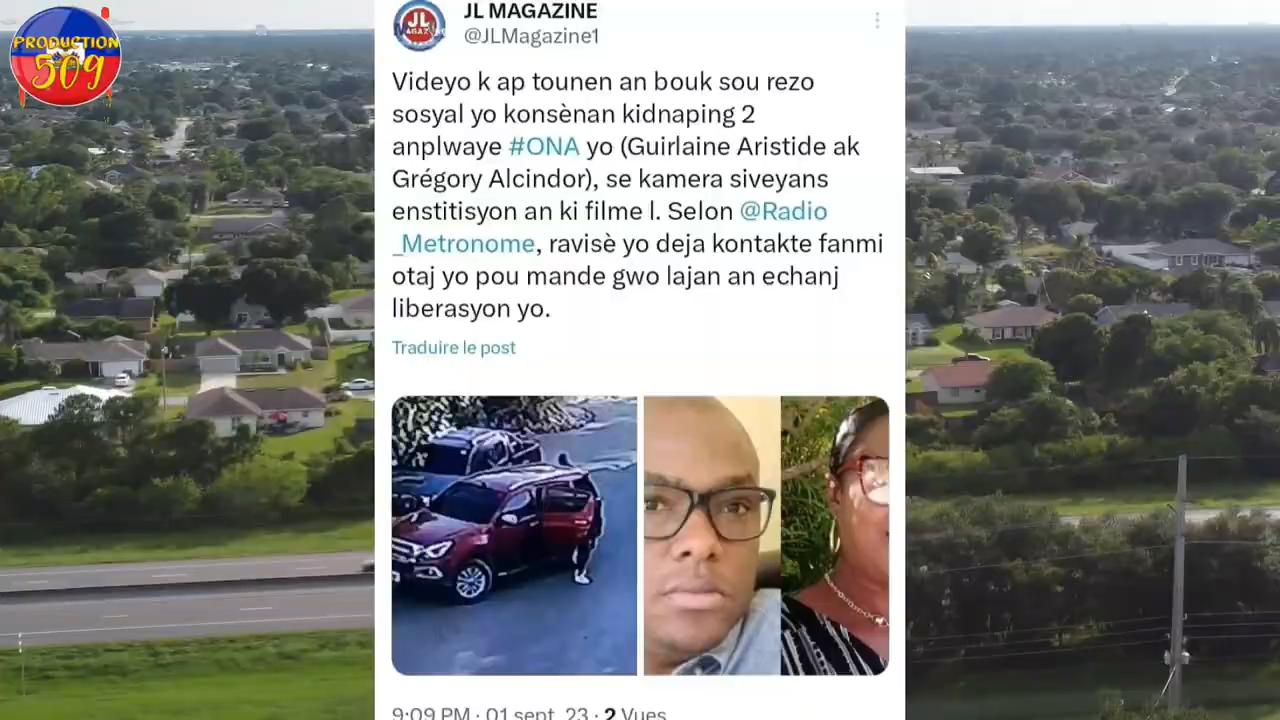 PRODUCTION
509
JL
MAGAZINE
JL MAGAZINE
@JLMagazine1
Videyo k ap tounen an bouk sou rezo
sosyal yo konsènan kidnaping 2
anplwaye #ONA yo (Guirlaine Aristide ak
Grégory Alcindor), se kamera siveyans
enstitisyon an ki filme l. Selon @Radio
_Metronome, ravisè yo deja kontakte fanmi
otaj yo pou mande gwo lajan an echanj
liberasyon yo.
Traduire le post
9:09 PM · 01 sept. 23 · 2 Vues